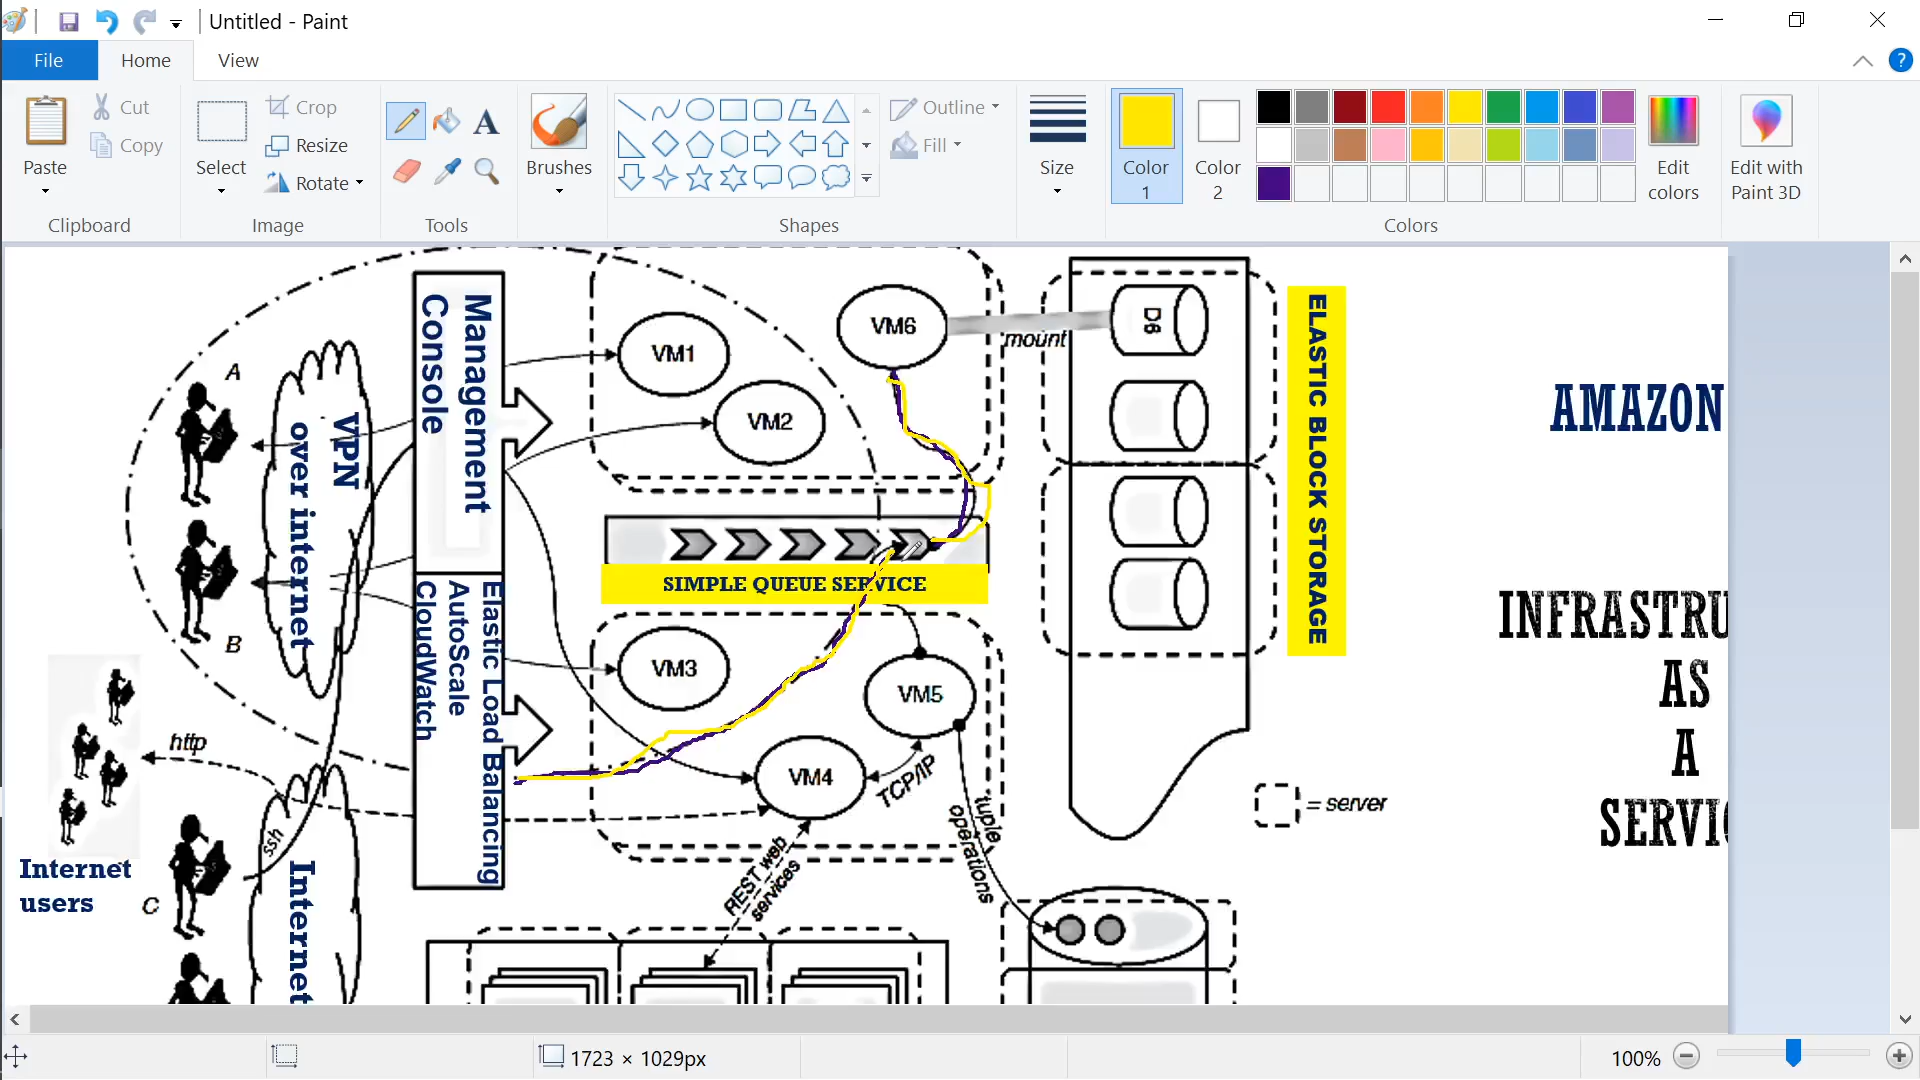 Untitled - Paint
File
Home
View
Paste
Cut
Copy
Clipboard
Select
Crop
Resize
Rotate
Image
A
Tools
Brushes
Outline
Fill
Shapes
Size
Color
1
Color
2
Edit
colors
Colors
Edit with
Paint 3D
?
A
B
C
VPN
over internet
Management
Console
Elastic Load Balancing
AutoScale
CloudWatch
VM1
VM2
VM6
mount
D6
ELASTIC BLOCK STORAGE
AMAZON
SIMPLE QUEUE SERVICE
VM3
VM5
VM4
TCP/IP
tuple
operations
REST web
services
= server
http
ssh
Internet
users
Internet
INFRASTRU
AS
A
SERVIC
1723 × 1029px
100%